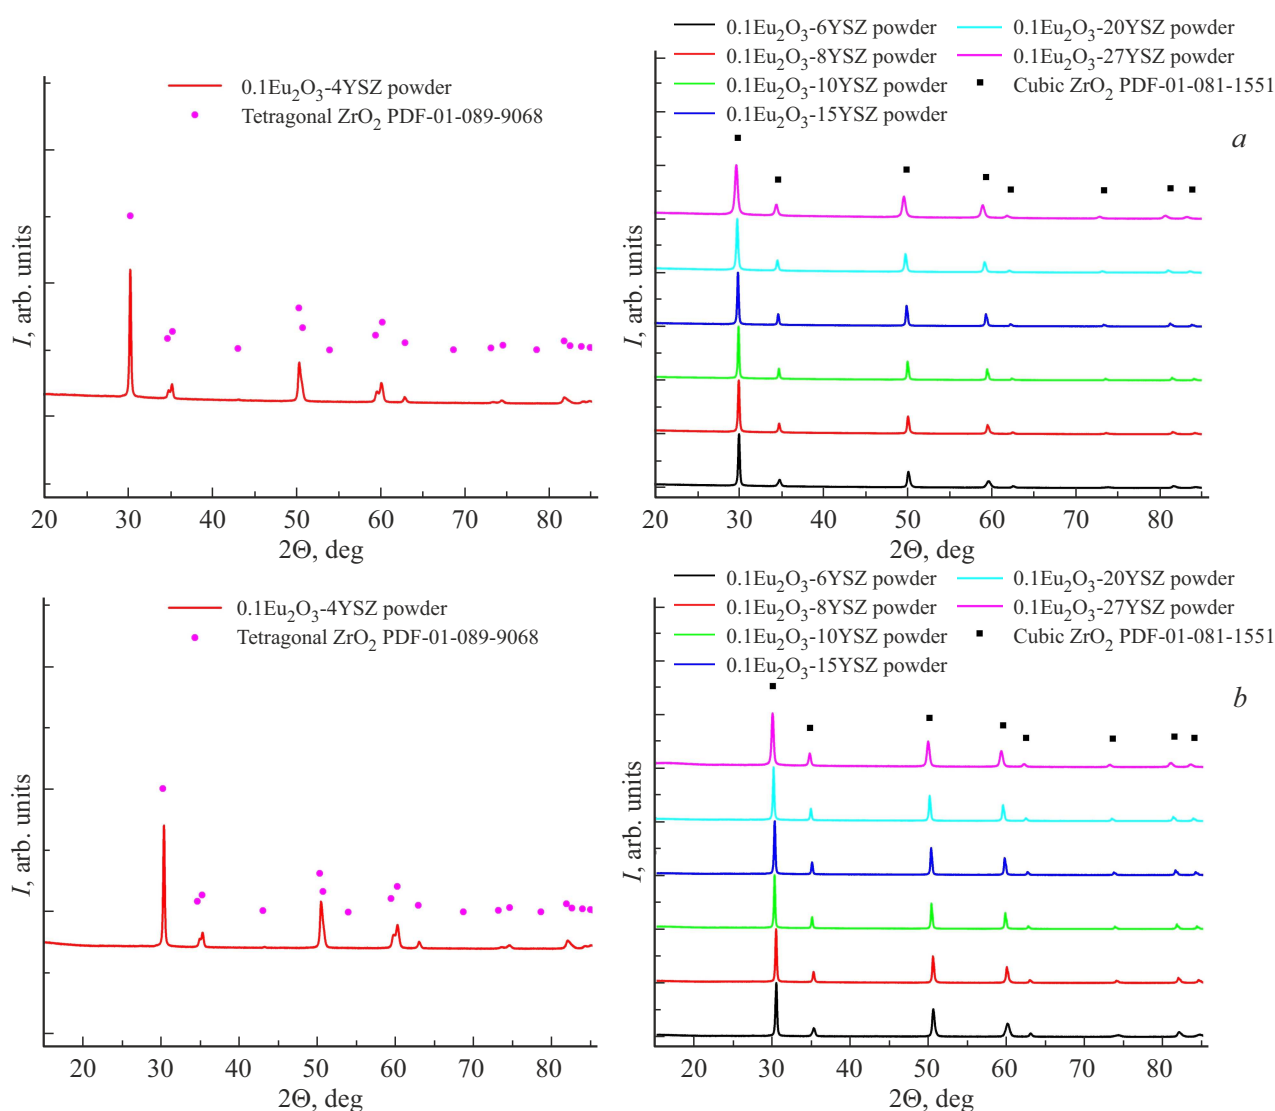 0.1Eu2O3-4YSZ powder
Tetragonal ZrO2 PDF-01-089-9068
I, arb. units
20 30 40 50 60 70 80
2Θ, deg
0.1Eu2O3-6YSZ powder
0.1Eu2O3-8YSZ powder
0.1Eu2O3-10YSZ powder
0.1Eu2O3-15YSZ powder
0.1Eu2O3-20YSZ powder
0.1Eu2O3-27YSZ powder
Cubic ZrO2 PDF-01-081-1551
a
I, arb. units
20 30 40 50 60 70 80
2Θ, deg
0.1Eu2O3-4YSZ powder
Tetragonal ZrO2 PDF-01-089-9068
I, arb. units
20 30 40 50 60 70 80
2Θ, deg
0.1Eu2O3-6YSZ powder
0.1Eu2O3-8YSZ powder
0.1Eu2O3-10YSZ powder
0.1Eu2O3-15YSZ powder
0.1Eu2O3-20YSZ powder
0.1Eu2O3-27YSZ powder
Cubic ZrO2 PDF-01-081-1551
b
I, arb. units
20 30 40 50 60 70 80
2Θ, deg